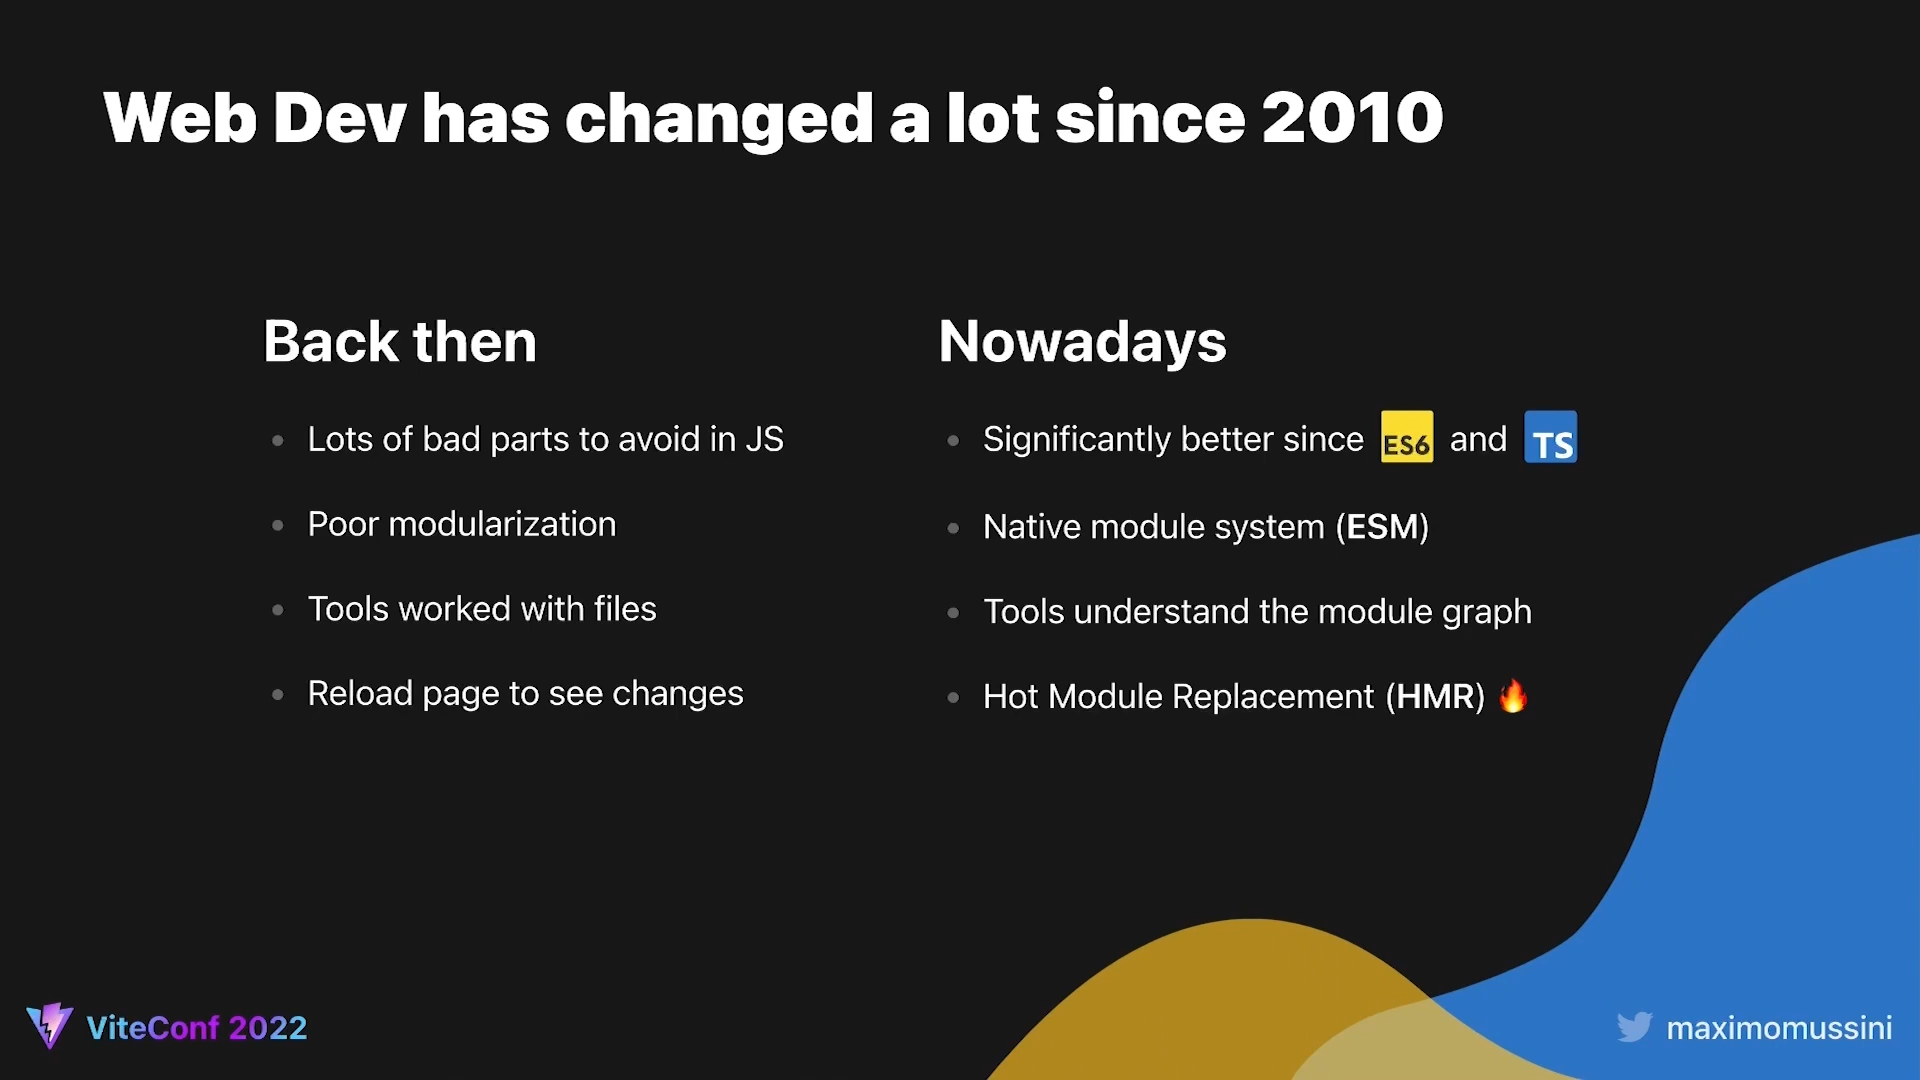 Web Dev has changed a lot since 2010
Back then
• Lots of bad parts to avoid in JS
• Poor modularization
• Tools worked with files
• Reload page to see changes
Nowadays
• Significantly better since ES6 and TS
• Native module system (ESM)
• Tools understand the module graph
• Hot Module Replacement (HMR) 🔥
ViteConf 2022
maximomussini